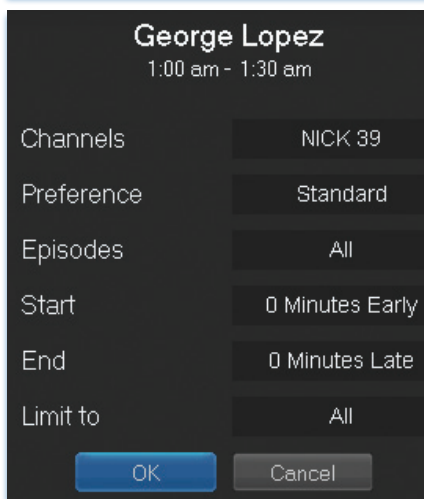 George Lopez
1:00 am - 1:30 am
Channels NICK 39
Preference Standard
Episodes All
Start 0 Minutes Early
End 0 Minutes Late
Limit to All
OK Cancel